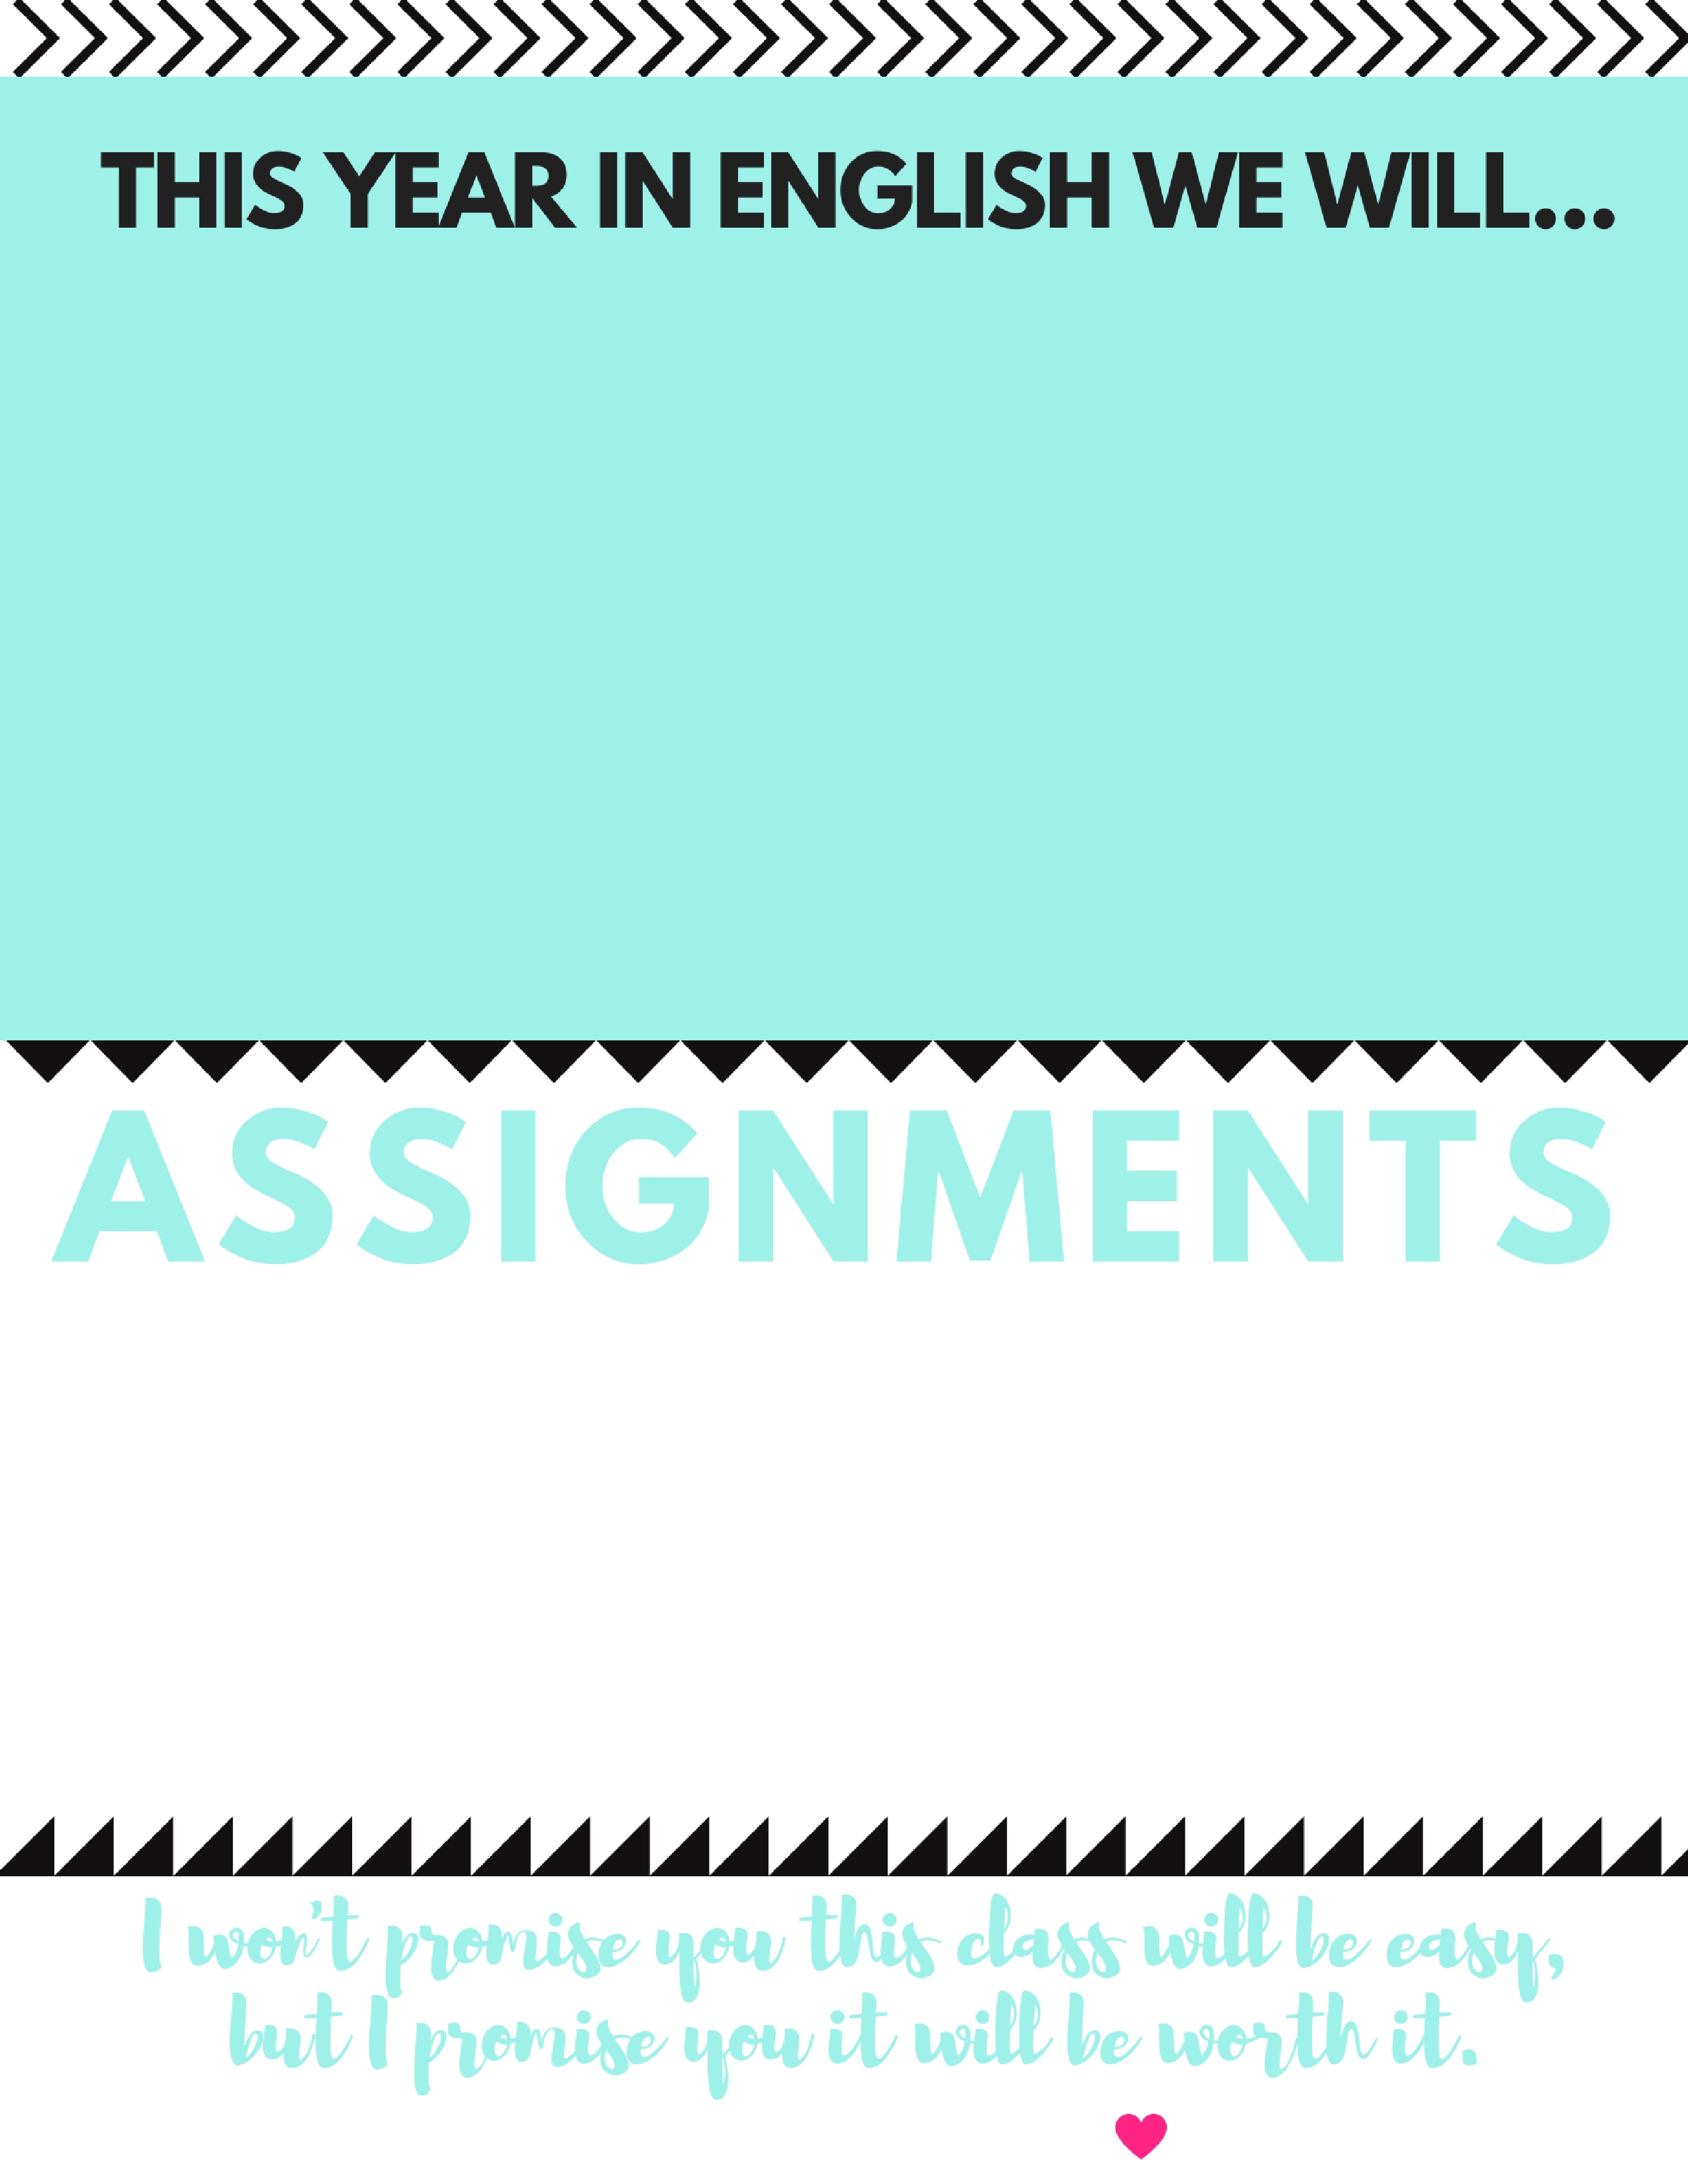 THIS YEAR IN ENGLISH WE WILL...
ASSIGNMENTS
I won't promise you this class will be easy,
but I promise you it will be worth it.